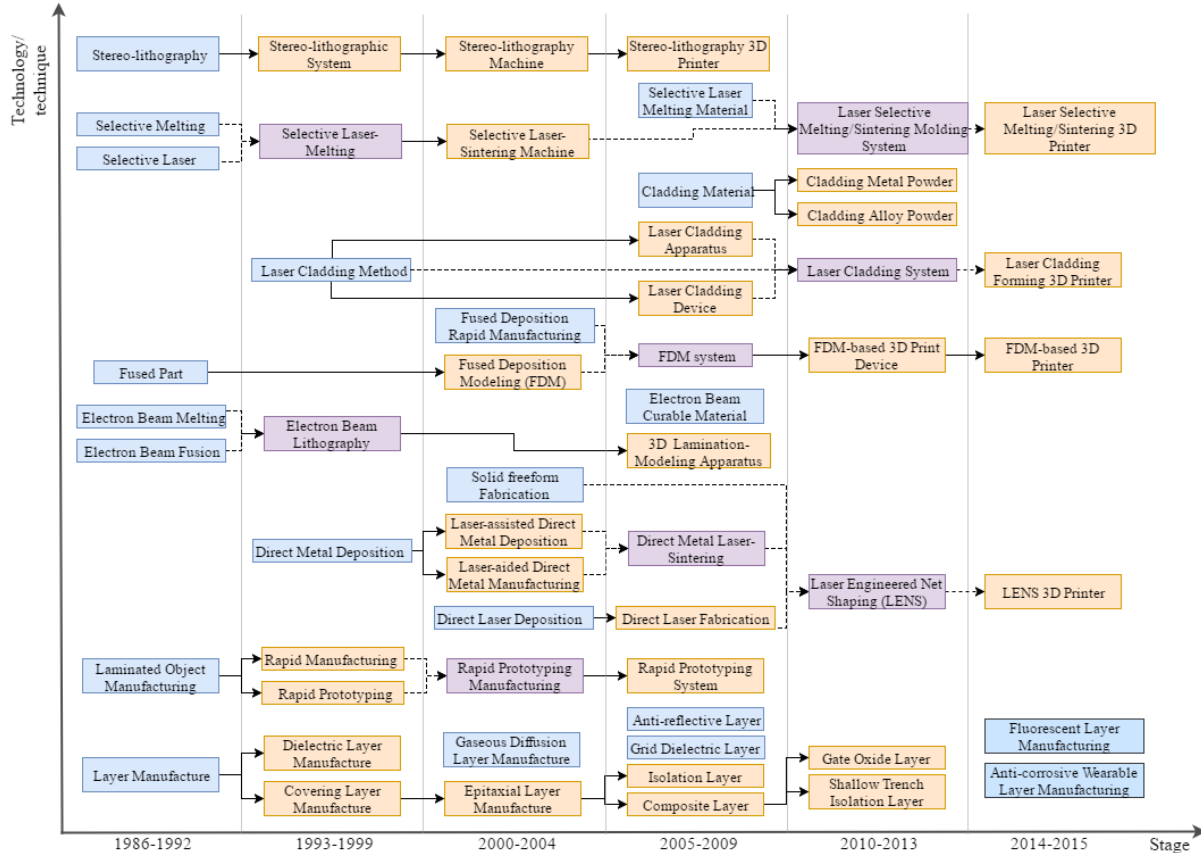 Technology/
technique
Stereo-lithography
Stereo-lithographic
System
Stereo-lithography
Machine
Stereo-lithography 3D
Printer
Selective Melting
Selective Laser
Selective Laser-
Melting
Selective Laser-
Sintering Machine
Selective Laser
Melting Material
Laser Selective
Melting/Sintering Molding
System
Laser Selective
Melting/Sintering 3D
Printer
Cladding Material
Cladding Metal Powder
Cladding Alloy Powder
Laser Cladding Method
Laser Cladding
Apparatus
Laser Cladding
Device
Laser Cladding System
Laser Cladding
Forming 3D Printer
Fused Part
Fused Deposition
Rapid Manufacturing
Fused Deposition
Modeling (FDM)
FDM system
FDM-based 3D Print
Device
FDM-based 3D
Printer
Electron Beam Melting
Electron Beam Fusion
Electron Beam
Lithography
Electron Beam
Curable Material
3D Lamination-
Modeling Apparatus
Solid freeform
Fabrication
Direct Metal Deposition
Laser-assisted Direct
Metal Deposition
Laser-aided Direct
Metal Manufacturing
Direct Metal Laser-
Sintering
Direct Laser Deposition
Direct Laser Fabrication
Laser Engineered Net
Shaping (LENS)
LENS 3D Printer
Laminated Object
Manufacturing
Rapid Manufacturing
Rapid Prototyping
Rapid Prototyping
Manufacturing
Rapid Prototyping
System
Layer Manufacture
Dielectric Layer
Manufacture
Covering Layer
Manufacture
Gaseous Diffusion
Layer Manufacture
Epitaxial Layer
Manufacture
Anti-reflective Layer
Grid Dielectric Layer
Isolation Layer
Composite Layer
Gate Oxide Layer
Shallow Trench
Isolation Layer
Fluorescent Layer
Manufacturing
Anti-corrosive Wearable
Layer Manufacturing
1986-1992
1993-1999
2000-2004
2005-2009
2010-2013
2014-2015
Stage